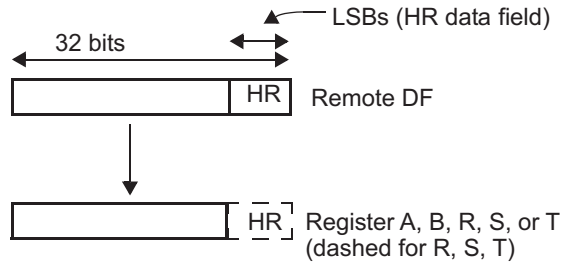 LSBs (HR data field)
32 bits
HR
Remote DF
HR
Register A, B, R, S, or T
(dashed for R, S, T)